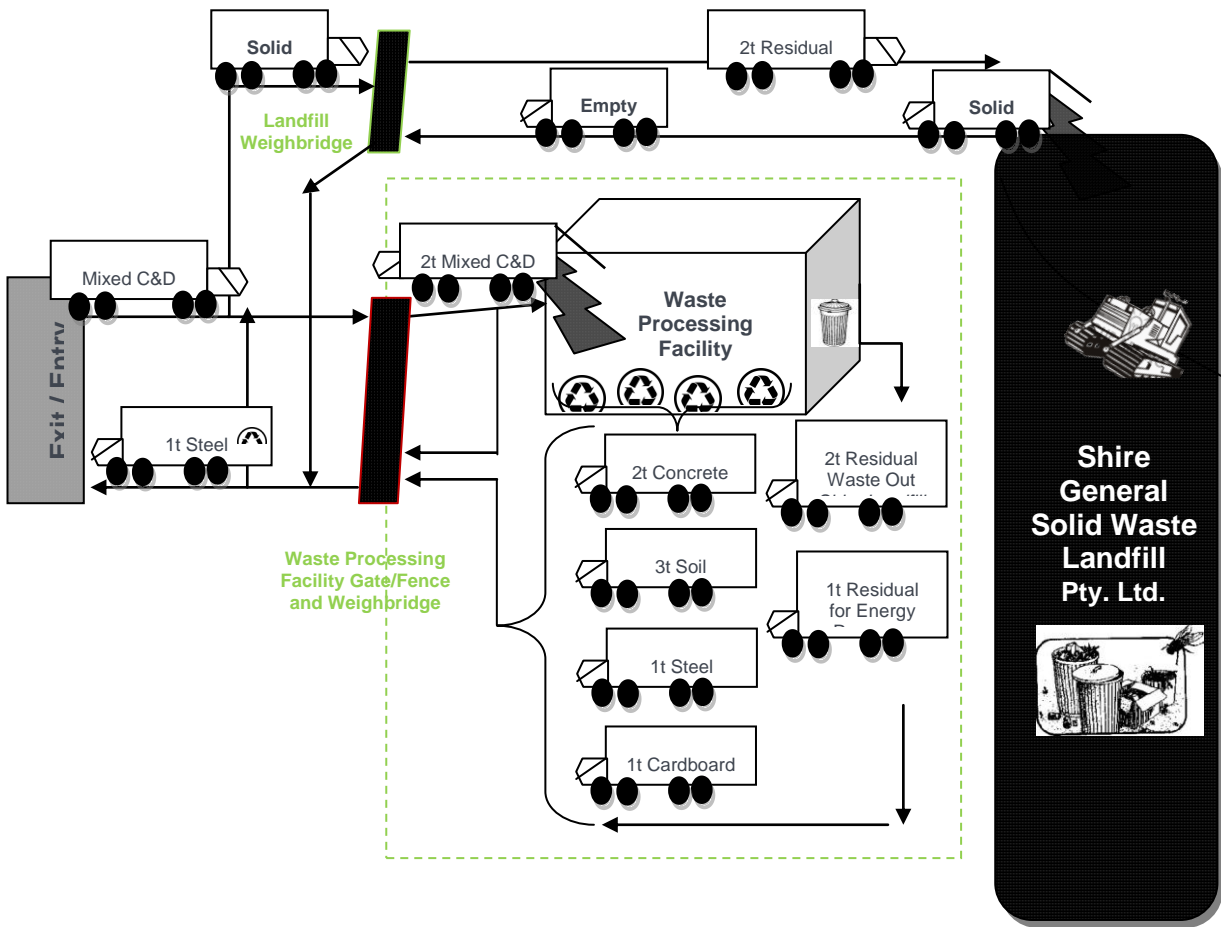 Solid
2t Residual
Empty
Solid
Landfill
Weighbridge
2t Mixed C&D
Mixed C&D
Waste
Processing
Facility
Exit / Entry
1t Steel
2t Concrete
2t Residual
Waste Out
3t Soil
1t Residual
for Energy
1t Steel
1t Cardboard
Waste Processing
Facility Gate/Fence
and Weighbridge
Shire
General
Solid Waste
Landfill
Pty. Ltd.